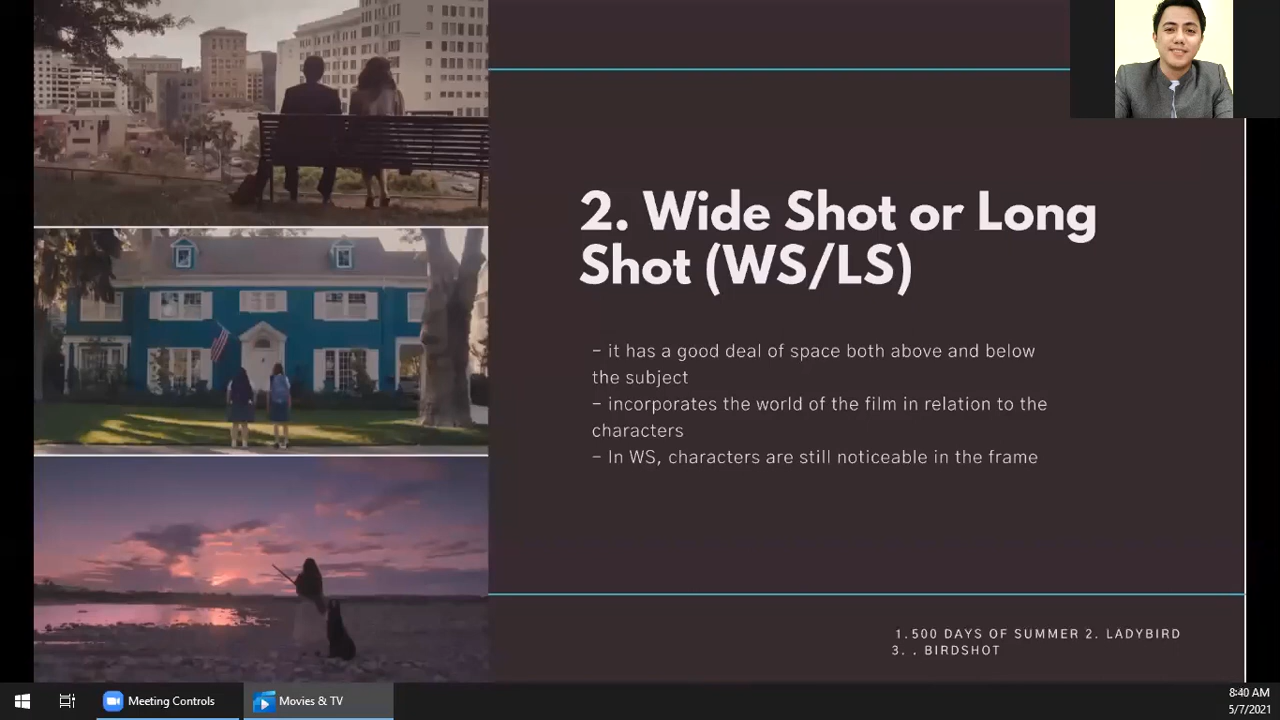 2. Wide Shot or Long
Shot (WS/LS)
- it has a good deal of space both above and below
the subject
- incorporates the world of the film in relation to the
characters
- In WS, characters are still noticeable in the frame
1.500 DAYS OF SUMMER 2. LADYBIRD
3. . BIRDSHOT
Meeting Controls
Movies & TV
8:40 AM
5/7/2021